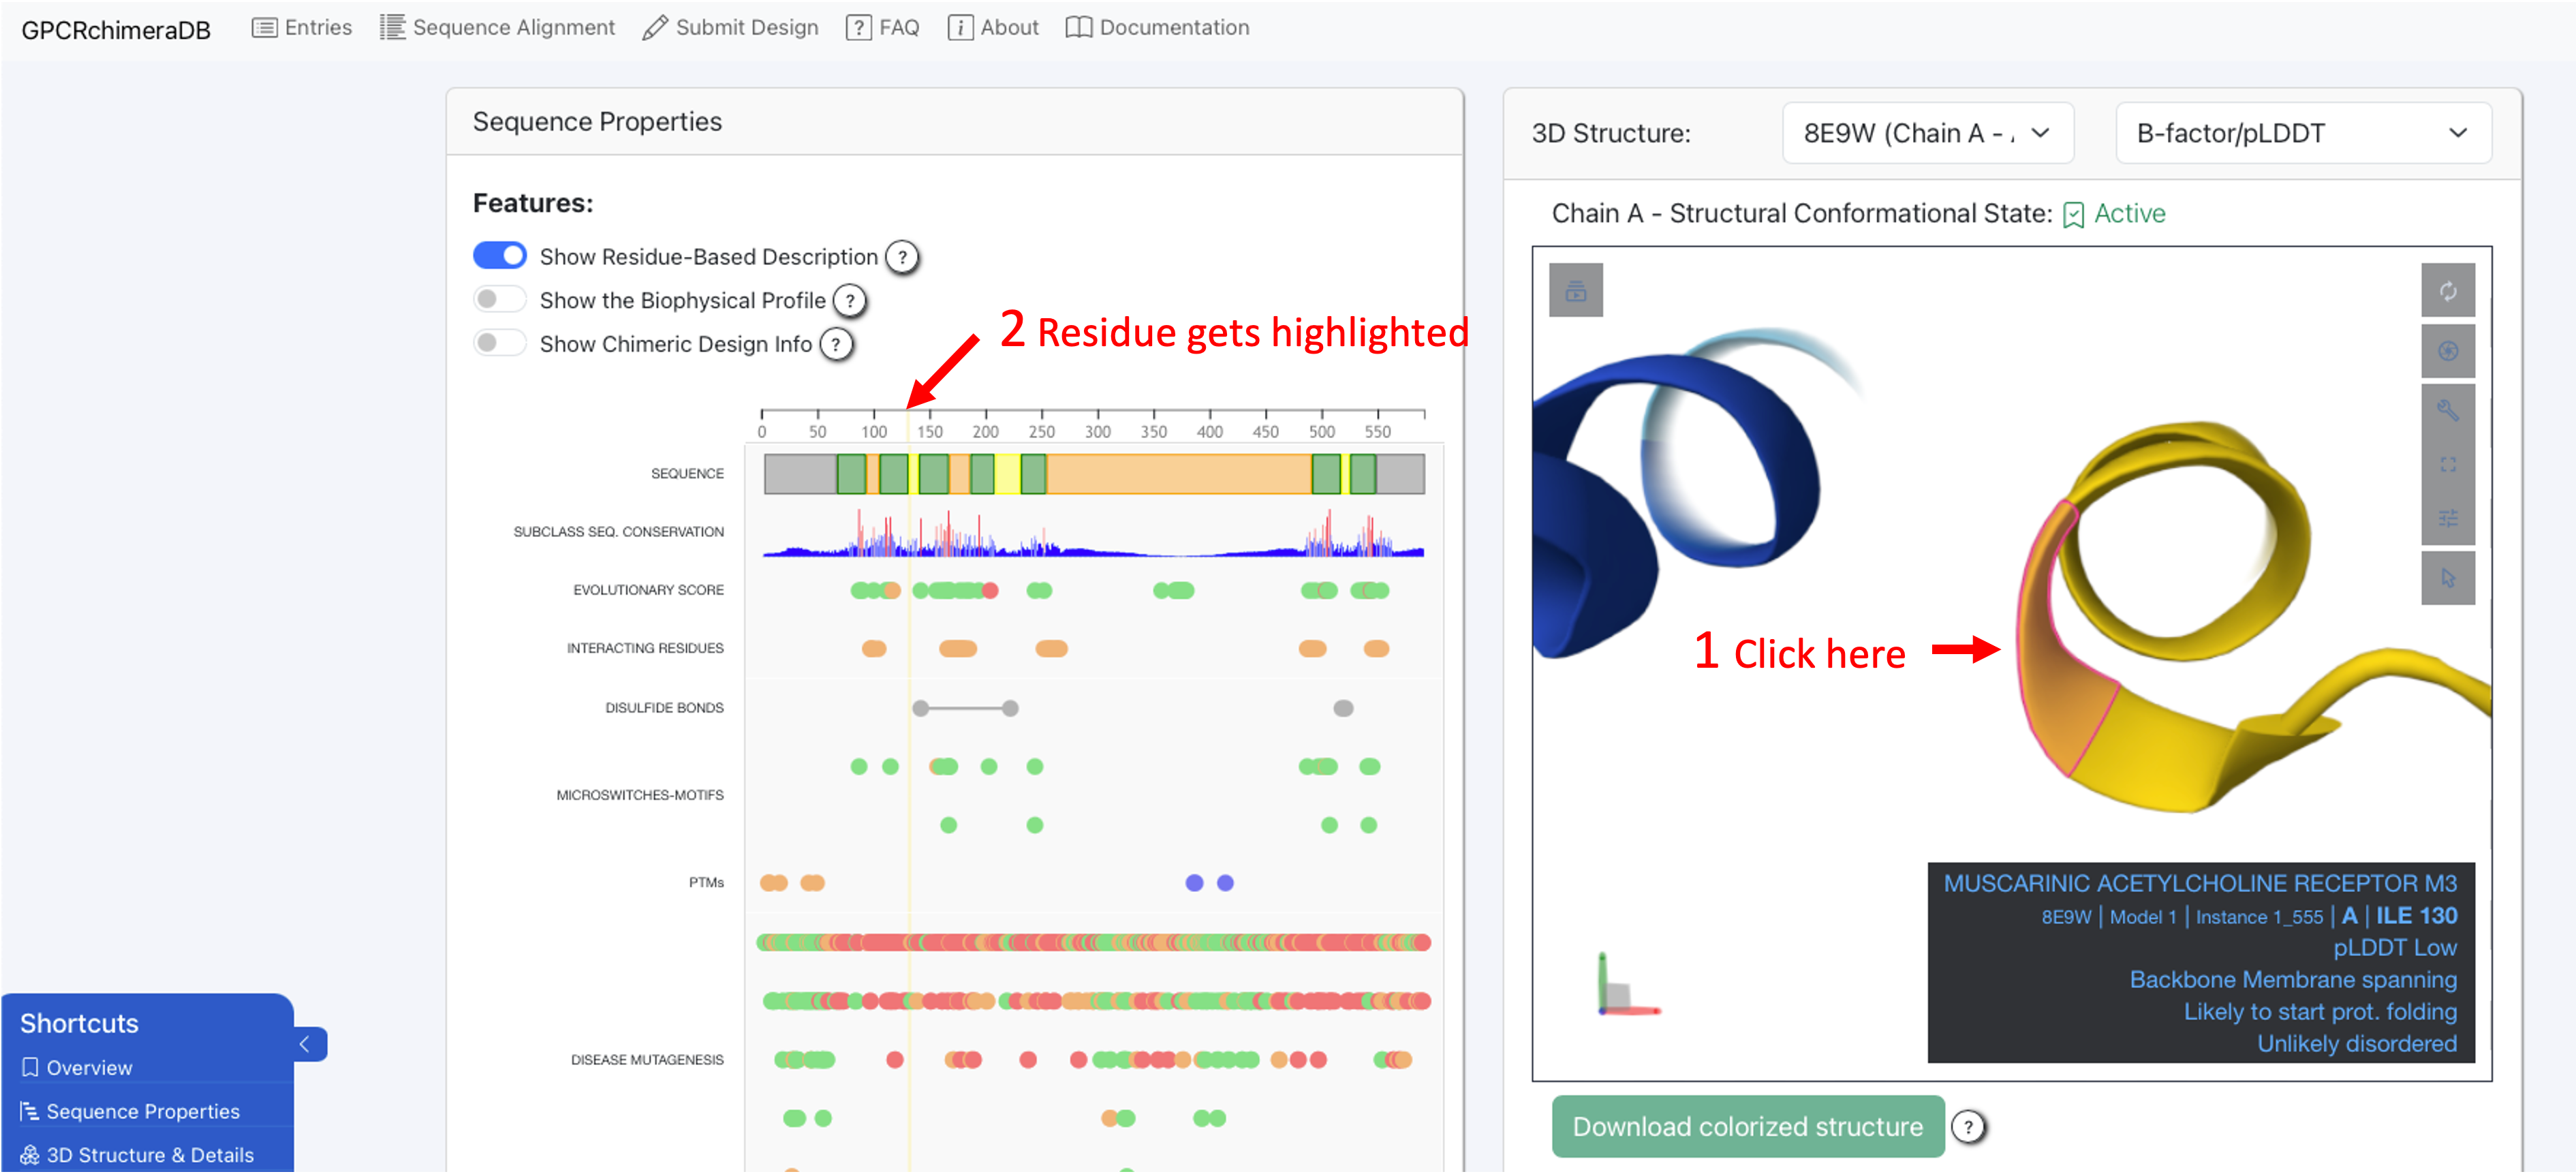 GPCRchimeraDB Entries Sequence Alignment Submit Design ? FAQ i About Documentation
Sequence Properties
Features:
Show Residue-Based Description ?
Show the Biophysical Profile ?
Show Chimeric Design Info ?
2 Residue gets highlighted
0 50 100 150 200 250 300 350 400 450 500 550
SEQUENCE
SUBCLASS SEQ. CONSERVATION
EVOLUTIONARY SCORE
INTERACTING RESIDUES
DISULFIDE BONDS
MICROSWITCHES-MOTIFS
PTMs
DISEASE MUTAGENESIS
3D Structure: 8E9W (Chain A - B-factor/pLDDT
Chain A - Structural Conformational State: Active
1 Click here
MUSCARINIC ACETYLCHOLINE RECEPTOR M3
8E9W | Model 1 | Instance 1_555 | A | ILE 130
pLDDT Low
Backbone Membrane spanning
Likely to start prot. folding
Unlikely disordered
Download colorized structure ?
Shortcuts
Overview
Sequence Properties
3D Structure & Details